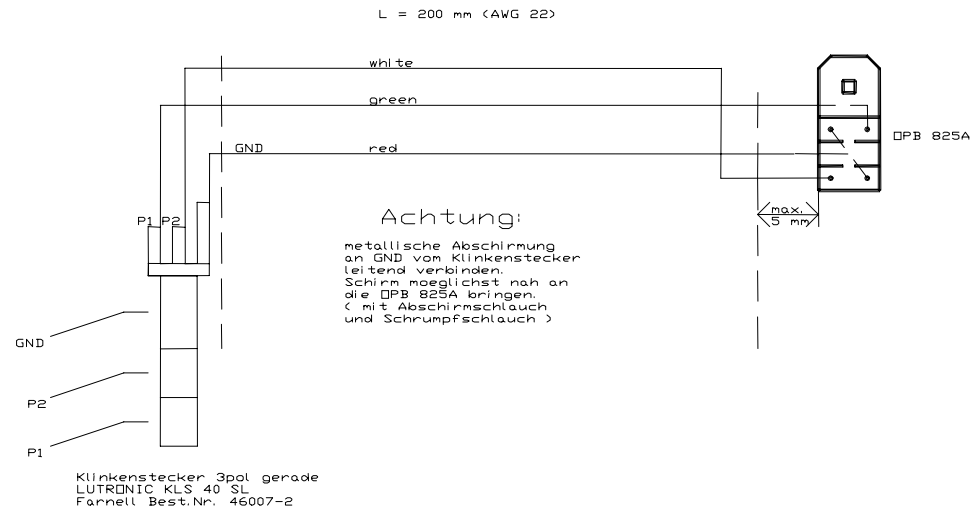 L = 200 mm (AWG 22)
white
green
OPB 825A
GND red
max.
5 mm
P1 P2
Achtung:
metallische Abschirmung
an GND vom Klinkenstecker
leitend verbinden.
Schirm moeglichst nah an
die OPB 825A bringen.
( mit Abschirmschlauch
und Schrumpfschlauch )
GND
P2
P1
Klinkenstecker 3pol gerade
LUTRONIC KLS 40 SL
Farnell Best.Nr. 46007-2